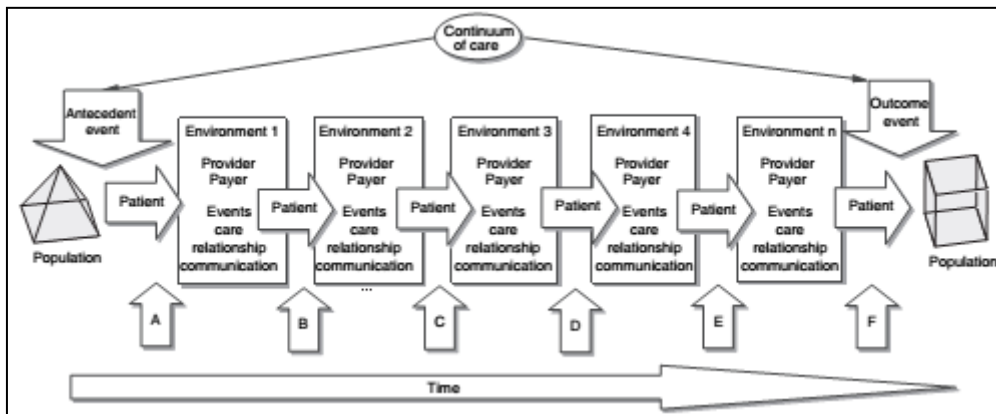 Continuum
of care
Antecedent
event
Outcome
event
Environment 1
Provider
Payer
Events
care
relationship
communication
Environment 2
Provider
Payer
Events
care
relationship
communication
...
Environment 3
Provider
Payer
Events
care
relationship
communication
Environment 4
Provider
Payer
Events
care
relationship
communication
Environment n
Provider
Payer
Events
care
relationship
communication
Patient
Patient
Patient
Patient
Patient
Patient
Population
Population
A
B
C
D
E
F
Time